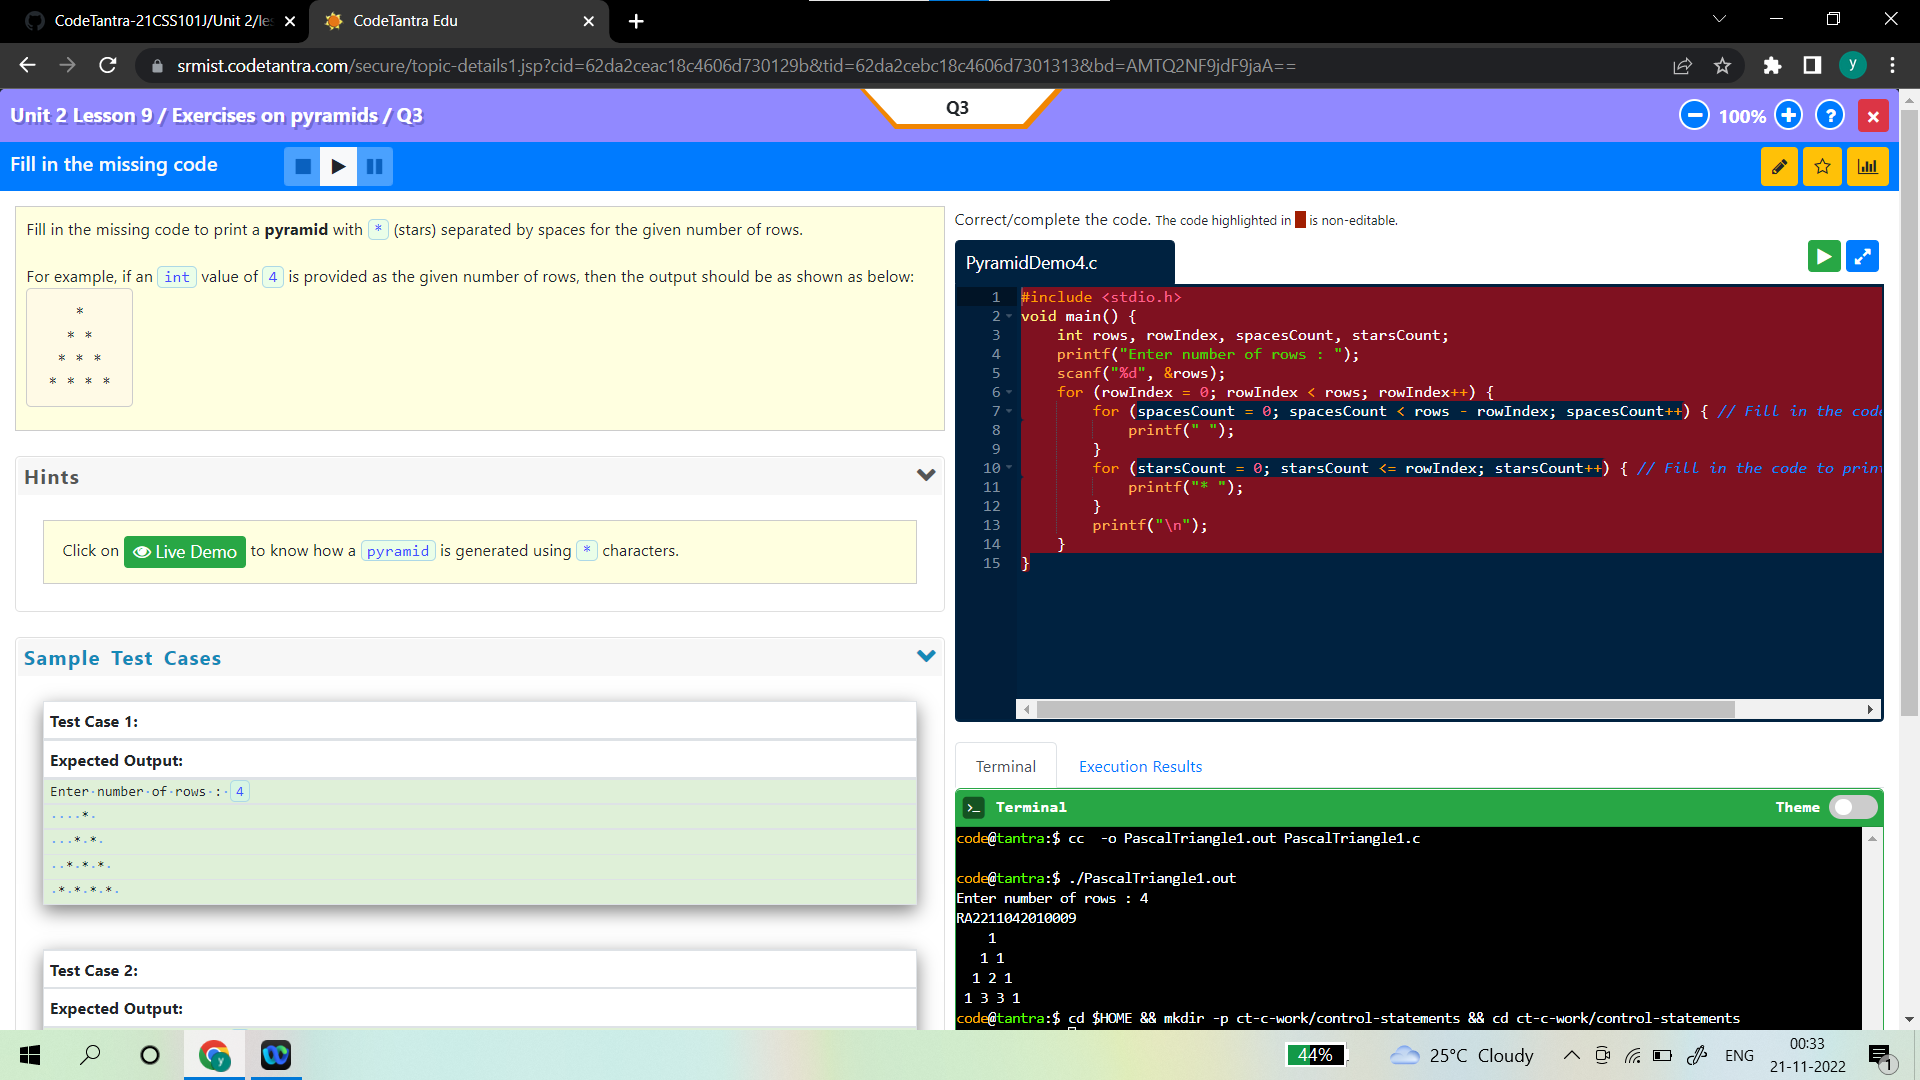 CodeTantra-21CSS101J/Unit 2/les
CodeTantra Edu
srmist.codetantra.com/secure/topic-details1.jsp?cid=62da2ceac18c4606d730129b&tid=62da2cebc18c4606d7301313&bd=AMTQ2NF9jdF9jaA==
y
Unit 2 Lesson 9 / Exercises on pyramids / Q3
Q3
100%
?
Fill in the missing code
Fill in the missing code to print a pyramid with * (stars) separated by spaces for the given number of rows.
For example, if an int value of 4 is provided as the given number of rows, then the output should be as shown as below:
*
* *
* * *
* * * *
Hints
Click on Live Demo to know how a pyramid is generated using * characters.
Sample Test Cases
Test Case 1:
Expected Output:
Enter·number·of·rows·:· 4
····*·
···*·*·
··*·*·*·
·*·*·*·*·
Test Case 2:
Expected Output:
Correct/complete the code. The code highlighted in is non-editable.
PyramidDemo4.c
1 #include <stdio.h>
2 void main() {
3 int rows, rowIndex, spacesCount, starsCount;
4 printf("Enter number of rows : ");
5 scanf("%d", &rows);
6 for (rowIndex = 0; rowIndex < rows; rowIndex++) {
7 for (spacesCount = 0; spacesCount < rows - rowIndex; spacesCount++) { // Fill in the code
8 printf(" ");
9 }
10 for (starsCount = 0; starsCount <= rowIndex; starsCount++) { // Fill in the code to print
11 printf("* ");
12 }
13 printf("\n");
14 }
15 }
Terminal
Execution Results
Terminal
Theme
code@tantra:$ cc -o PascalTriangle1.out PascalTriangle1.c
code@tantra:$ ./PascalTriangle1.out
Enter number of rows : 4
RA2211042010009
1
1 1
1 2 1
1 3 3 1
code@tantra:$ cd $HOME && mkdir -p ct-c-work/control-statements && cd ct-c-work/control-statements
y
44%
25°C Cloudy
ENG
00:33
21-11-2022
1